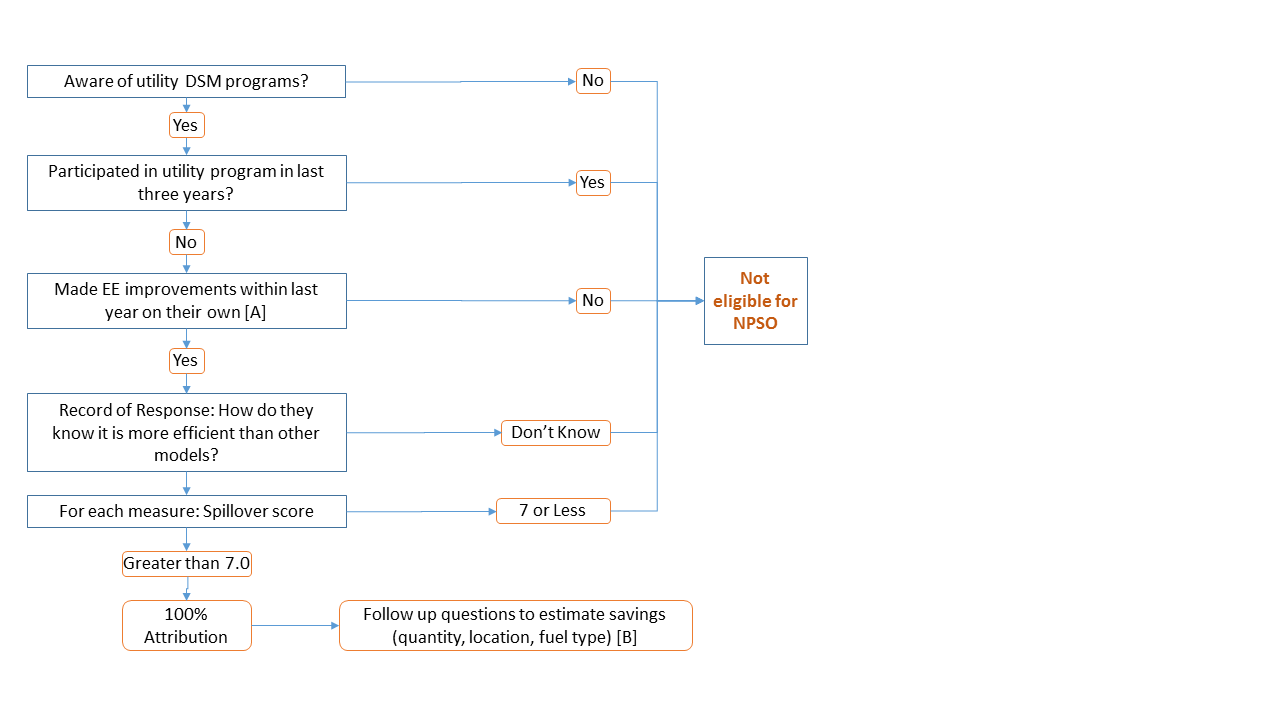 Aware of utility DSM programs?
No
Yes
Participated in utility program in last
three years?
Yes
No
Made EE improvements within last
year on their own [A]
No
Not
eligible for
NPSO
Yes
Record of Response: How do they
know it is more efficient than other
models?
Don’t Know
For each measure: Spillover score
7 or Less
Greater than 7.0
100%
Attribution
Follow up questions to estimate savings
(quantity, location, fuel type) [B]